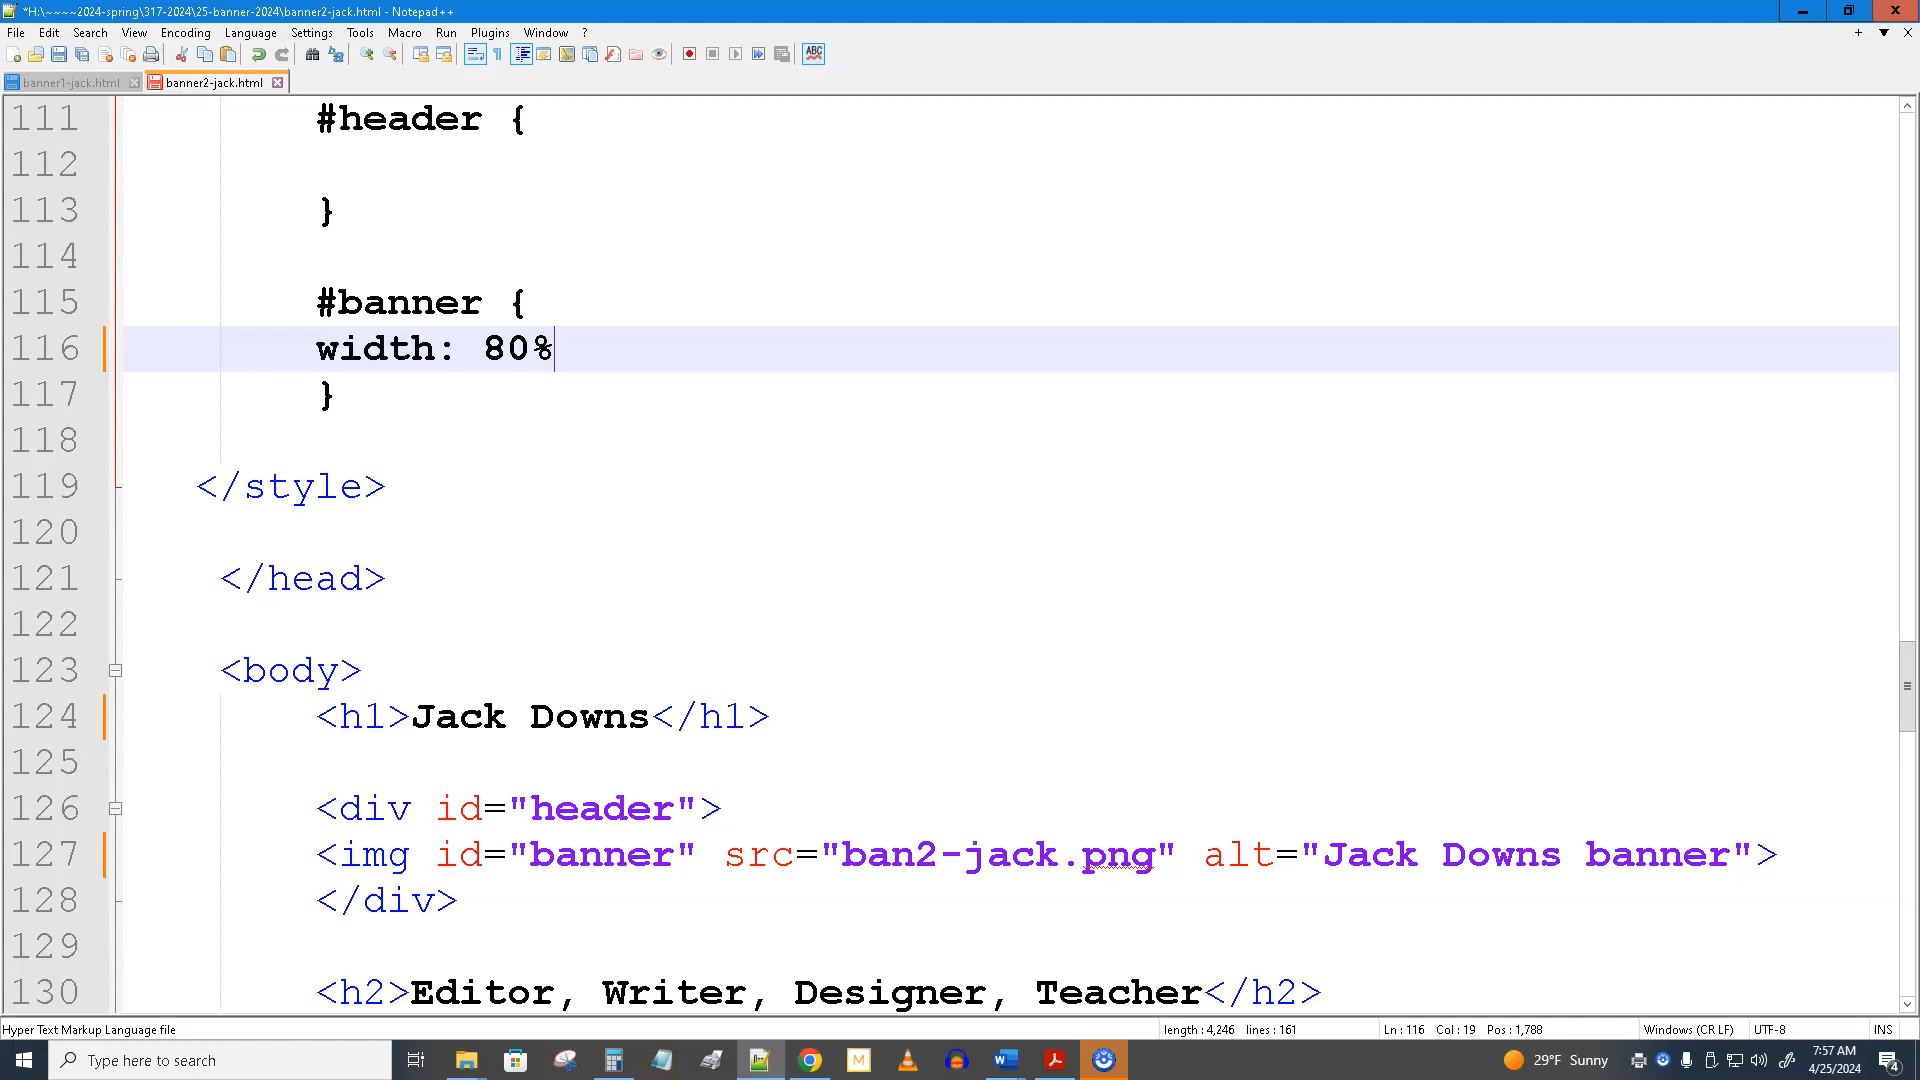 *H:\~~~~2024-spring\317-2024\25-banner-2024\banner2-jack.html - Notepad++
File Edit Search View Encoding Language Settings Tools Macro Run Plugins Window ?
banner1-jack.html banner2-jack.html
111 #header {
112
113 }
114
115 #banner {
116 width: 80%
117 }
118
119 </style>
120
121 </head>
122
123 <body>
124 <h1>Jack Downs</h1>
125
126 <div id="header">
127 <img id="banner" src="ban2-jack.png" alt="Jack Downs banner">
128 </div>
129
130 <h2>Editor, Writer, Designer, Teacher</h2>
Hyper Text Markup Language file length : 4,246 lines : 161 Ln : 116 Col : 19 Pos : 1,788 Windows (CR LF) UTF-8 INS
Type here to search 29°F Sunny 7:57 AM
4/25/2024